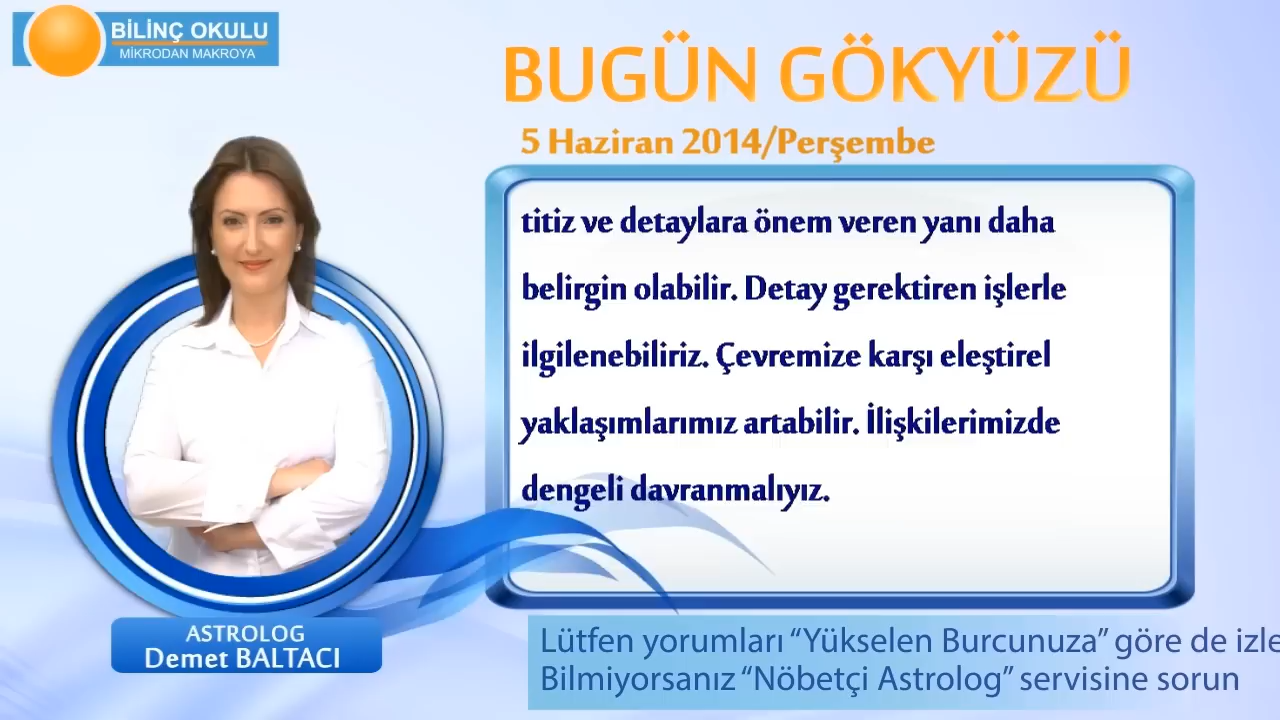 BİLİNÇ OKULU
MİKRODAN MAKROYA
BUGÜN GÖKYÜZÜ
5 Haziran 2014/Perşembe
titiz ve detaylara önem veren yanı daha
belirgin olabilir. Detay gerektiren işlerle
ilgilenebiliriz. Çevremize karşı eleştirel
yaklaşımlarımız artabilir. İlişkilerimizde
dengeli davranmalıyız.
ASTROLOG
Demet BALTACI
Lütfen yorumları “Yükselen Burcunuza” göre de izle
Bilmiyorsanız “Nöbetçi Astrolog” servisine sorun